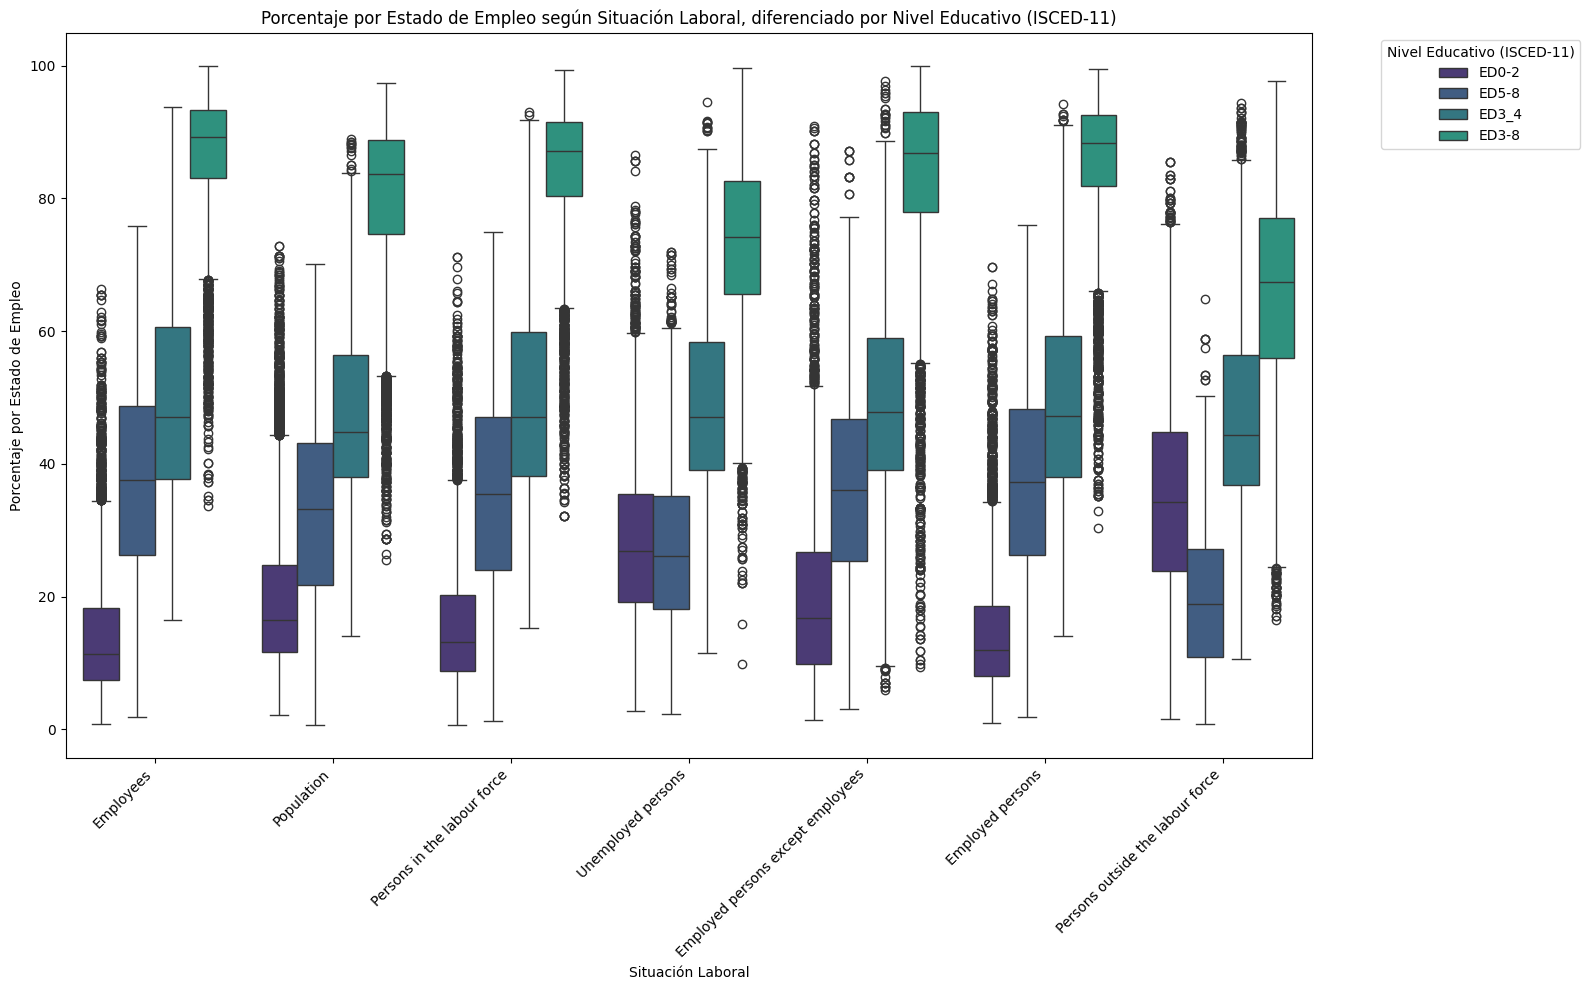 Porcentaje por Estado de Empleo según Situación Laboral, diferenciado por Nivel Educativo (ISCED-11)
Nivel Educativo (ISCED-11)
ED0-2
ED5-8
ED3_4
ED3-8
Porcentaje por Estado de Empleo
100
80
60
40
20
0
Employees
Population
Persons in the labour force
Unemployed persons
Employed persons except employees
Employed persons
Persons outside the labour force
Situación Laboral